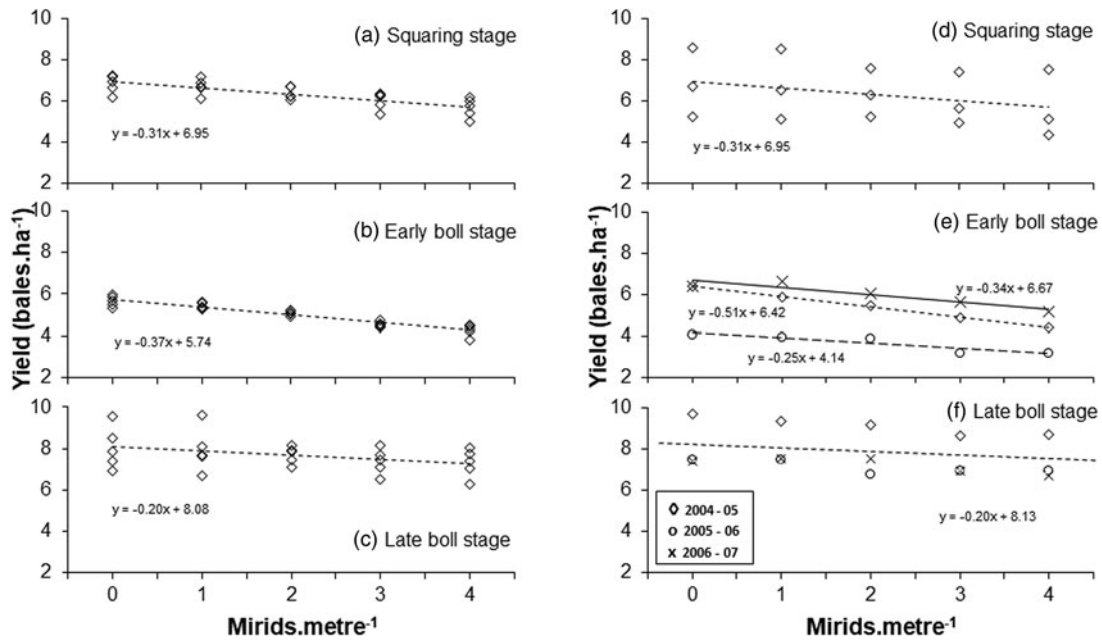 Yield (bales.ha⁻¹)
10
8
6
4
2
(a) Squaring stage
y = -0.31x + 6.95
10
8
6
4
2
(b) Early boll stage
y = -0.37x + 5.74
10
8
6
4
2
y = -0.20x + 8.08
(c) Late boll stage
0 1 2 3 4
Mirids.metre⁻¹
Yield (bales.ha⁻¹)
10
8
6
4
2
(d) Squaring stage
y = -0.31x + 6.95
10
8
6
4
2
(e) Early boll stage
y = -0.34x + 6.67
y = -0.51x + 6.42
y = -0.25x + 4.14
10
8
6
4
2
(f) Late boll stage
2004 - 05
2005 - 06
2006 - 07
y = -0.20x + 8.13
0 1 2 3 4
Mirids.metre⁻¹